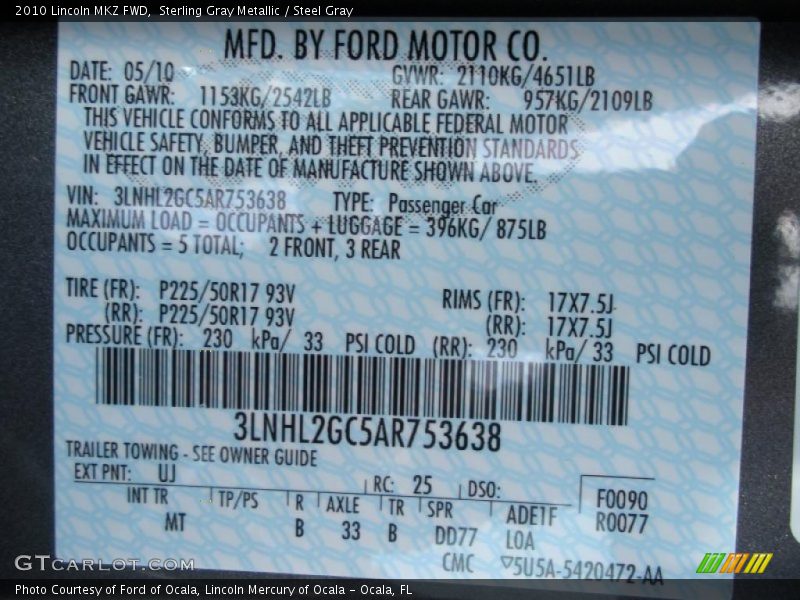 2010 Lincoln MKZ FWD,  Sterling Gray Metallic / Steel Gray
MFD. BY FORD MOTOR CO.
DATE: 05/10 GVWR: 2110KG/4651LB
FRONT GAWR: 1153KG/2542LB REAR GAWR: 957KG/2109LB
THIS VEHICLE CONFORMS TO ALL APPLICABLE FEDERAL MOTOR
VEHICLE SAFETY, BUMPER, AND THEFT PREVENTION STANDARDS
IN EFFECT ON THE DATE OF MANUFACTURE SHOWN ABOVE.
VIN: 3LNHL2GC5AR753638 TYPE: Passenger Car
MAXIMUM LOAD = OCCUPANTS + LUGGAGE = 396KG/ 875LB
OCCUPANTS = 5 TOTAL; 2 FRONT, 3 REAR
TIRE (FR): P225/50R17 93V RIMS (FR): 17X7.5J
(RR): P225/50R17 93V (RR): 17X7.5J
PRESSURE (FR): 230 kPa/ 33 PSI COLD (RR): 230 kPa/ 33 PSI COLD
3LNHL2GC5AR753638
TRAILER TOWING - SEE OWNER GUIDE
EXT PNT: UJ RC: 25 DSO:
INT TR TP/PS R AXLE TR SPR ADE1F F0090
MT B 33 B DD77 LOA R0077
CMC ▽5U5A-5420472-AA
GTCARLOT.COM
Photo Courtesy of Ford of Ocala, Lincoln Mercury of Ocala - Ocala, FL